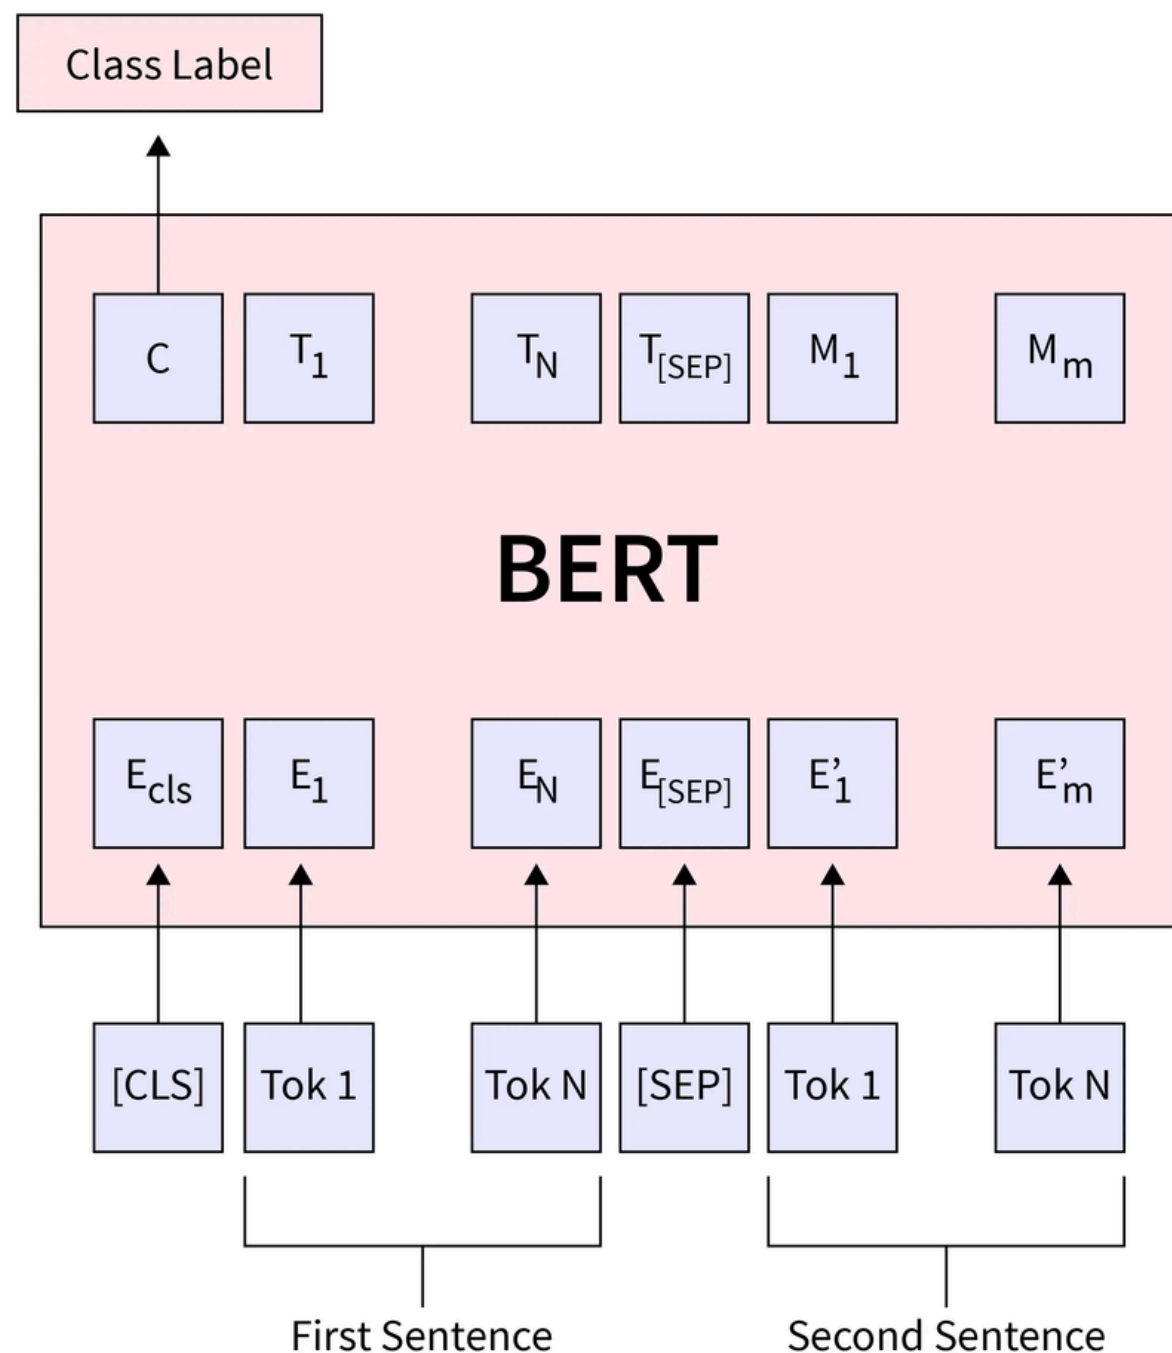 Class Label
C T1 TN T[SEP] M1 Mm
BERT
Ecls E1 EN E[SEP] E’1 E’m
[CLS] Tok 1 Tok N [SEP] Tok 1 Tok N
First Sentence Second Sentence